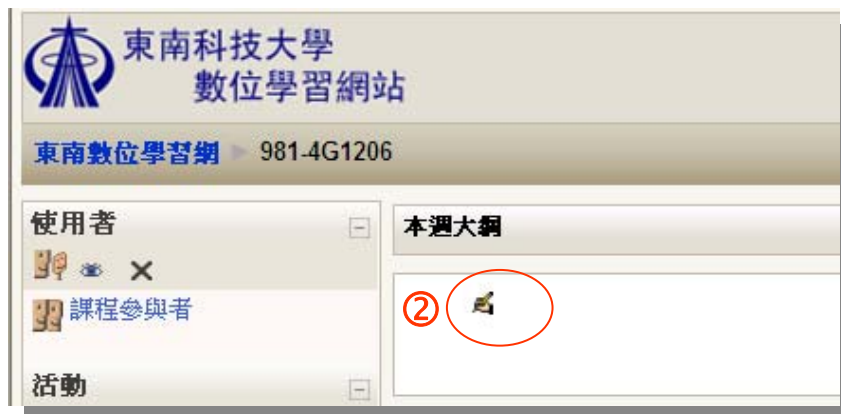 東南科技大學
數位學習網站
東南數位學習網 ► 981-4G1206
使用者
課程參與者
活動
本週大綱
②